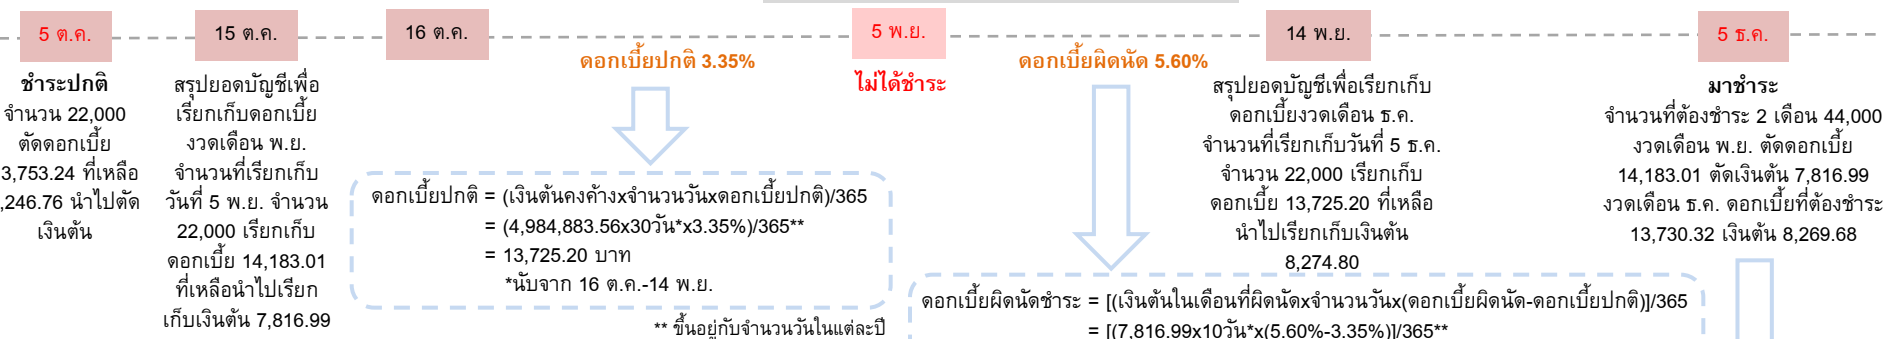 5 ต.ค.
15 ต.ค.
16 ต.ค.
5 พ.ย.
14 พ.ย.
5 ธ.ค.
ดอกเบี้ยปกติ 3.35%
ดอกเบี้ยผิดนัด 5.60%
ชำระปกติ
จำนวน 22,000
ตัดดอกเบี้ย
3,753.24 ที่เหลือ
,246.76 นำไปตัด
เงินต้น
สรุปยอดบัญชีเพื่อ
เรียกเก็บดอกเบี้ย
งวดเดือน พ.ย.
จำนวนที่เรียกเก็บ
วันที่ 5 พ.ย. จำนวน
22,000 เรียกเก็บ
ดอกเบี้ย 14,183.01
ที่เหลือนำไปเรียก
เก็บเงินต้น 7,816.99
ดอกเบี้ยปกติ = (เงินต้นคงค้างxจำนวนวันxดอกเบี้ยปกติ)/365
= (4,984,883.56x30วัน*x3.35%)/365**
= 13,725.20 บาท
*นับจาก 16 ต.ค.-14 พ.ย.
** ขึ้นอยู่กับจำนวนวันในแต่ละปี
ไม่ได้ชำระ
สรุปยอดบัญชีเพื่อเรียกเก็บ
ดอกเบี้ยงวดเดือน ธ.ค.
จำนวนที่เรียกเก็บวันที่ 5 ธ.ค.
จำนวน 22,000 เรียกเก็บ
ดอกเบี้ย 13,725.20 ที่เหลือ
นำไปเรียกเก็บเงินต้น
8,274.80
มาชำระ
จำนวนที่ต้องชำระ 2 เดือน 44,000
งวดเดือน พ.ย. ตัดดอกเบี้ย
14,183.01 ตัดเงินต้น 7,816.99
งวดเดือน ธ.ค. ดอกเบี้ยที่ต้องชำระ
13,730.32 เงินต้น 8,269.68
ดอกเบี้ยผิดนัดชำระ = [(เงินต้นในเดือนที่ผิดนัดxจำนวนวันx(ดอกเบี้ยผิดนัด-ดอกเบี้ยปกติ)]/365
= [(7,816.99x10วัน*x(5.60%-3.35%)]/365**